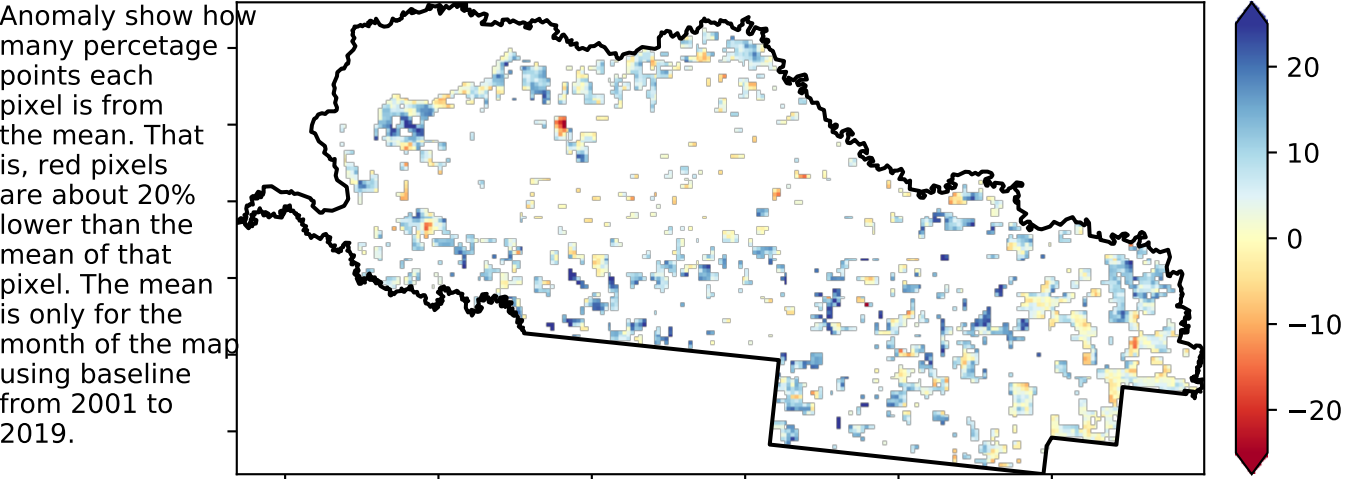 Anomaly show how
many percetage
points each
pixel is from
the mean. That
is, red pixels
are about 20%
lower than the
mean of that
pixel. The mean
is only for the
month of the map
using baseline
from 2001 to
2019.
20
10
0
−10
−20